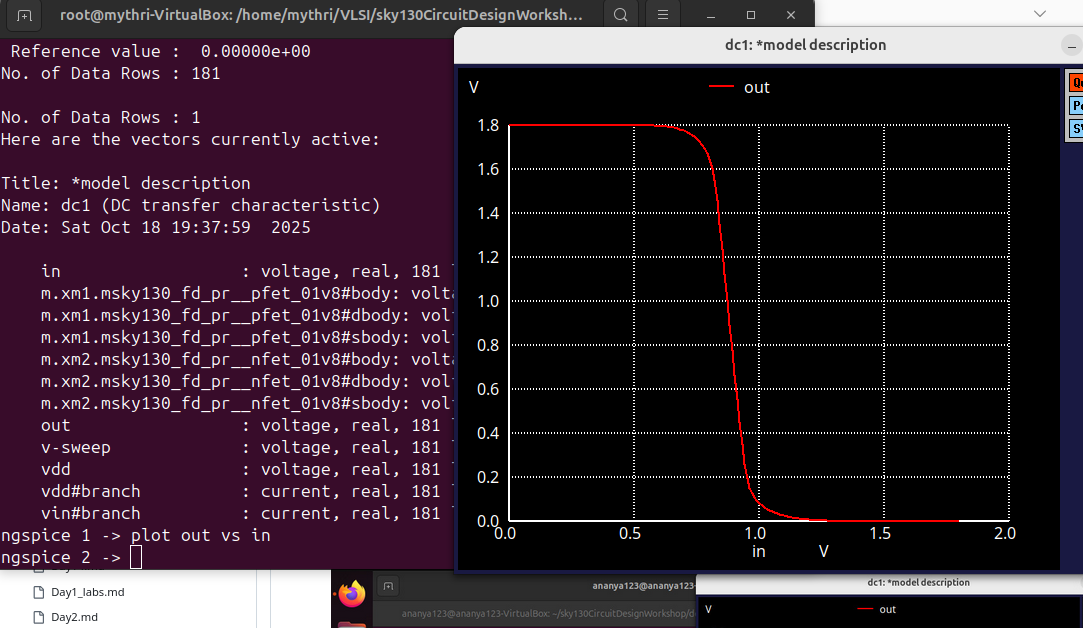 root@mythri-VirtualBox: /home/mythri/VLSI/sky130CircuitDesignWorksh...
Reference value :  0.00000e+00
No. of Data Rows : 181
No. of Data Rows : 1
Here are the vectors currently active:
Title: *model description
Name: dc1 (DC transfer characteristic)
Date: Sat Oct 18 19:37:59  2025
in : voltage, real, 181
m.xm1.msky130_fd_pr__pfet_01v8#body: volta
m.xm1.msky130_fd_pr__pfet_01v8#dbody: vol
m.xm1.msky130_fd_pr__pfet_01v8#sbody: vol
m.xm2.msky130_fd_pr__nfet_01v8#body: volta
m.xm2.msky130_fd_pr__nfet_01v8#dbody: vol
m.xm2.msky130_fd_pr__nfet_01v8#sbody: vol
out : voltage, real, 181
v-sweep : voltage, real, 181
vdd : voltage, real, 181
vdd#branch : current, real, 181
vin#branch : current, real, 181
ngspice 1 -> plot out vs in
ngspice 2 ->
dc1: *model description
V
out
1.8
1.6
1.4
1.2
1.0
0.8
0.6
0.4
0.2
0.0
0.0 0.5 1.0 1.5 2.0
in V
Day1_labs.md
Day2.md
ananya123@ananya123-
ananya123@ananya123-VirtualBox: ~/sky130CircuitDesignWorkshop/d
dc1: *model description
V
out